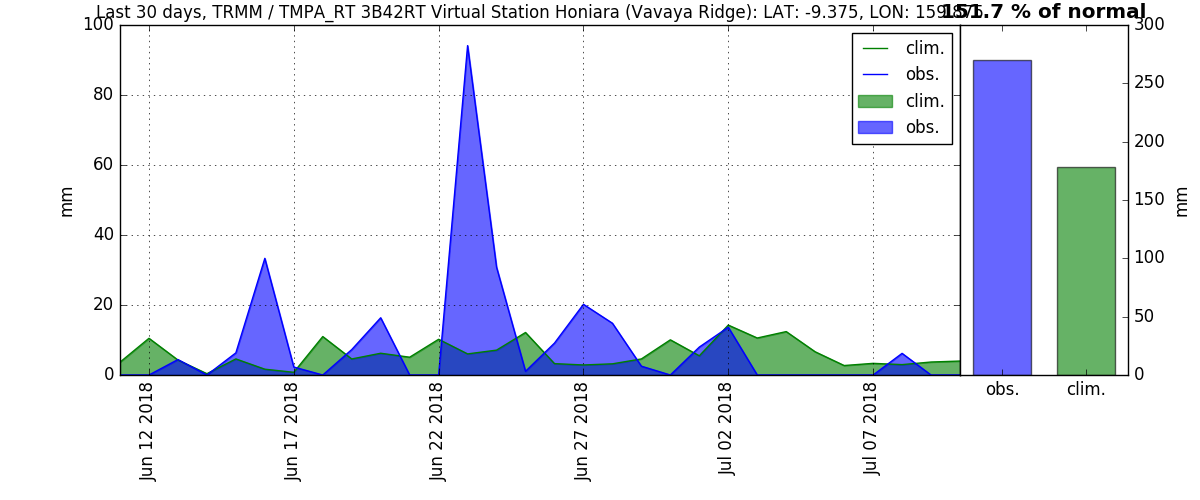 Last 30 days, TRMM / TMPA_RT 3B42RT Virtual Station Honiara (Vavaya Ridge): LAT: -9.375, LON:
151.7 % of normal
100
80
60
40
20
0
mm
clim.
obs.
clim.
obs.
300
250
200
150
100
50
0
mm
obs.
clim.
Jun 12 2018
Jun 17 2018
Jun 22 2018
Jun 27 2018
Jul 02 2018
Jul 07 2018